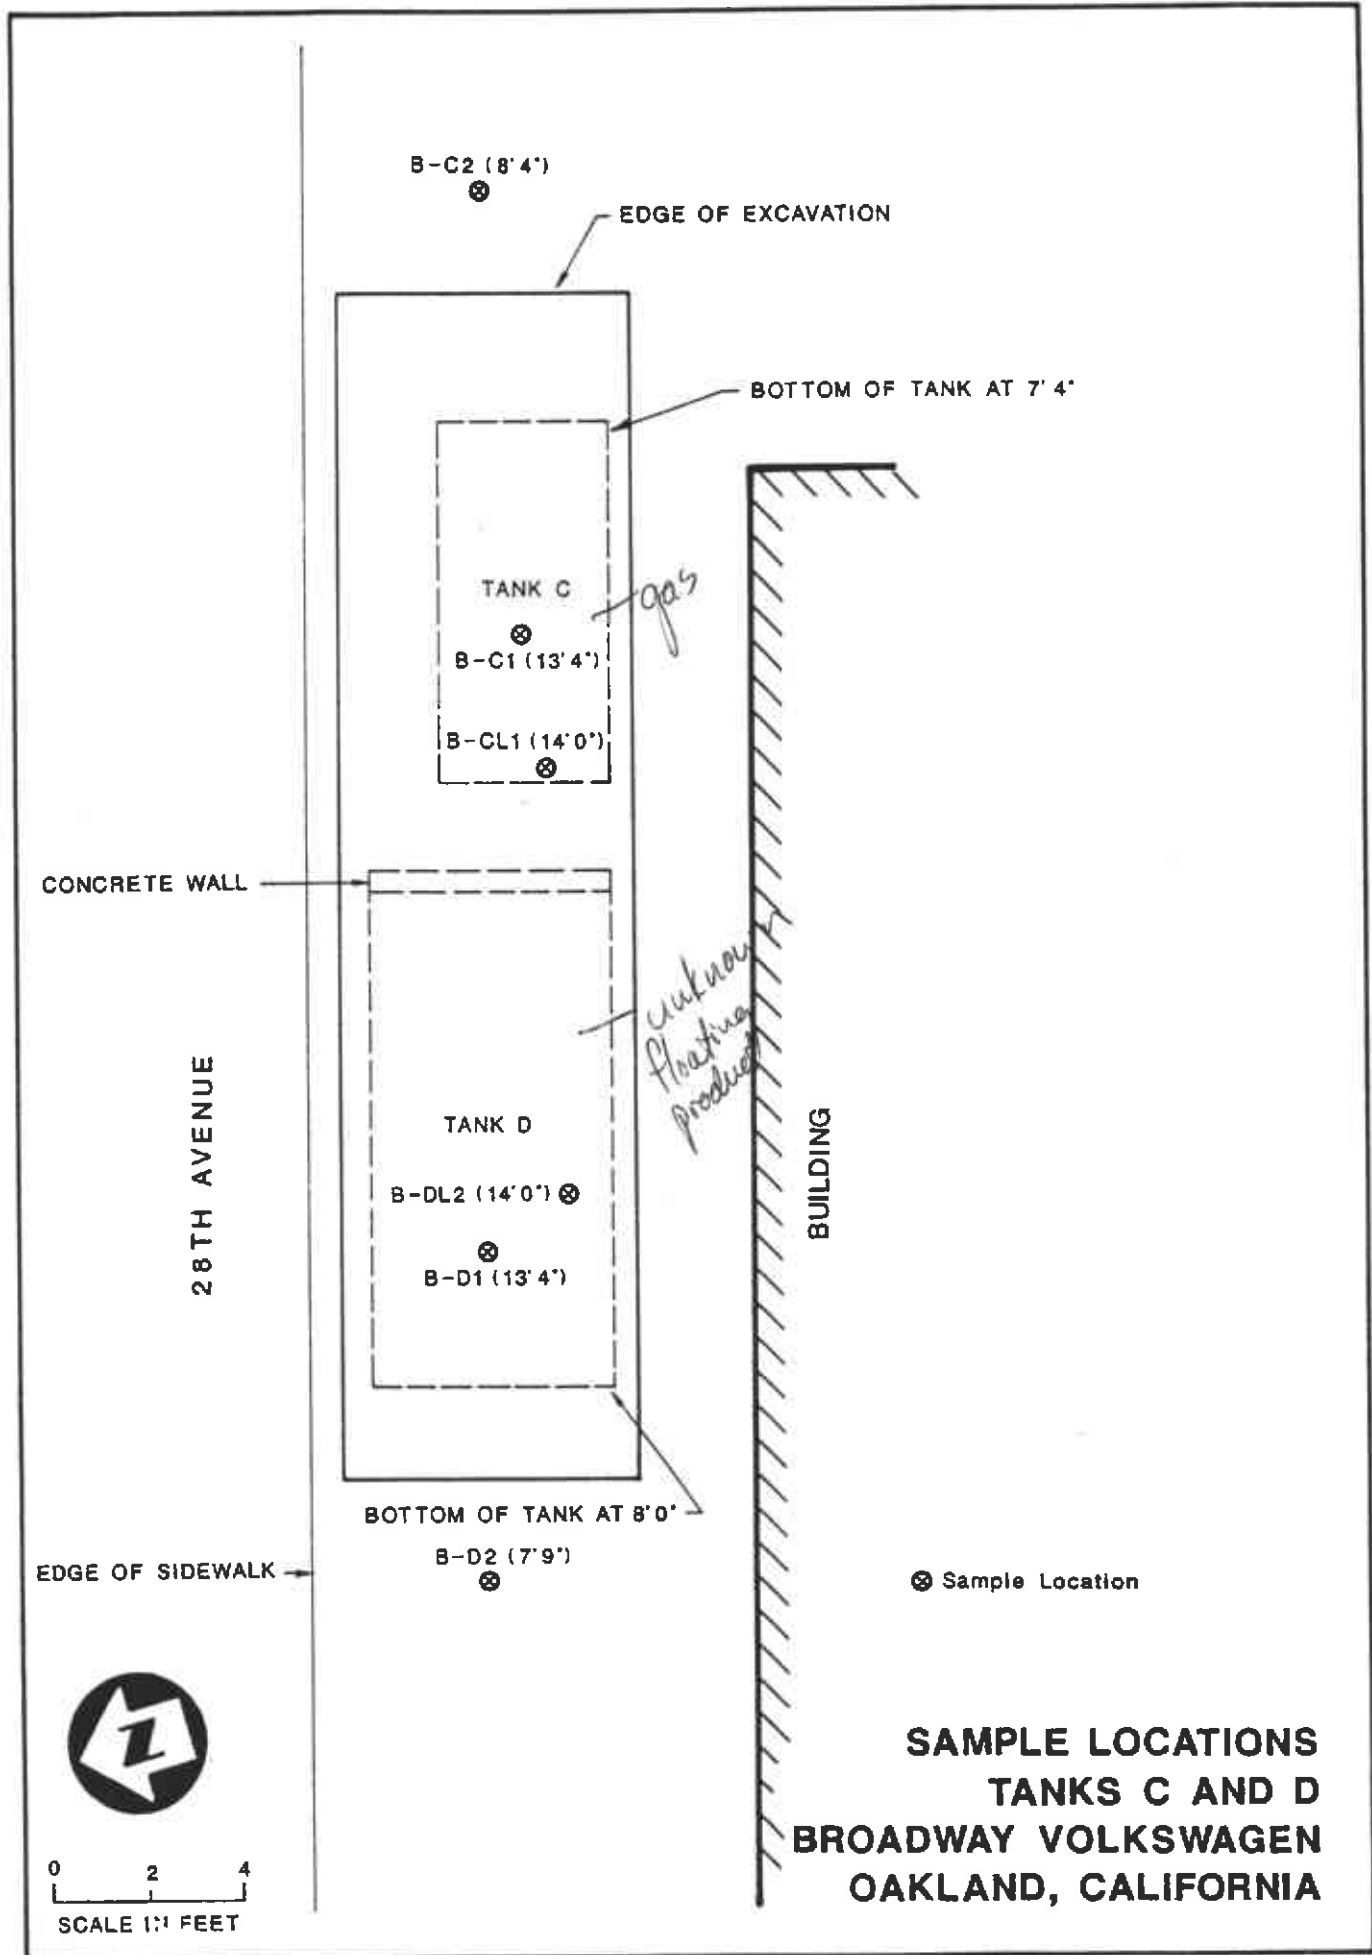 B-C2 (8'4")
EDGE OF EXCAVATION
BOTTOM OF TANK AT 7'4"
TANK C
gas
B-C1 (13'4")
B-CL1 (14'0")
CONCRETE WALL
unknown
floating
product
28TH AVENUE
TANK D
B-DL2 (14'0")
B-D1 (13'4")
BUILDING
BOTTOM OF TANK AT 8'0"
B-D2 (7'9")
EDGE OF SIDEWALK
Sample Location
Z
0 2 4
SCALE IN FEET
SAMPLE LOCATIONS
TANKS C AND D
BROADWAY VOLKSWAGEN
OAKLAND, CALIFORNIA